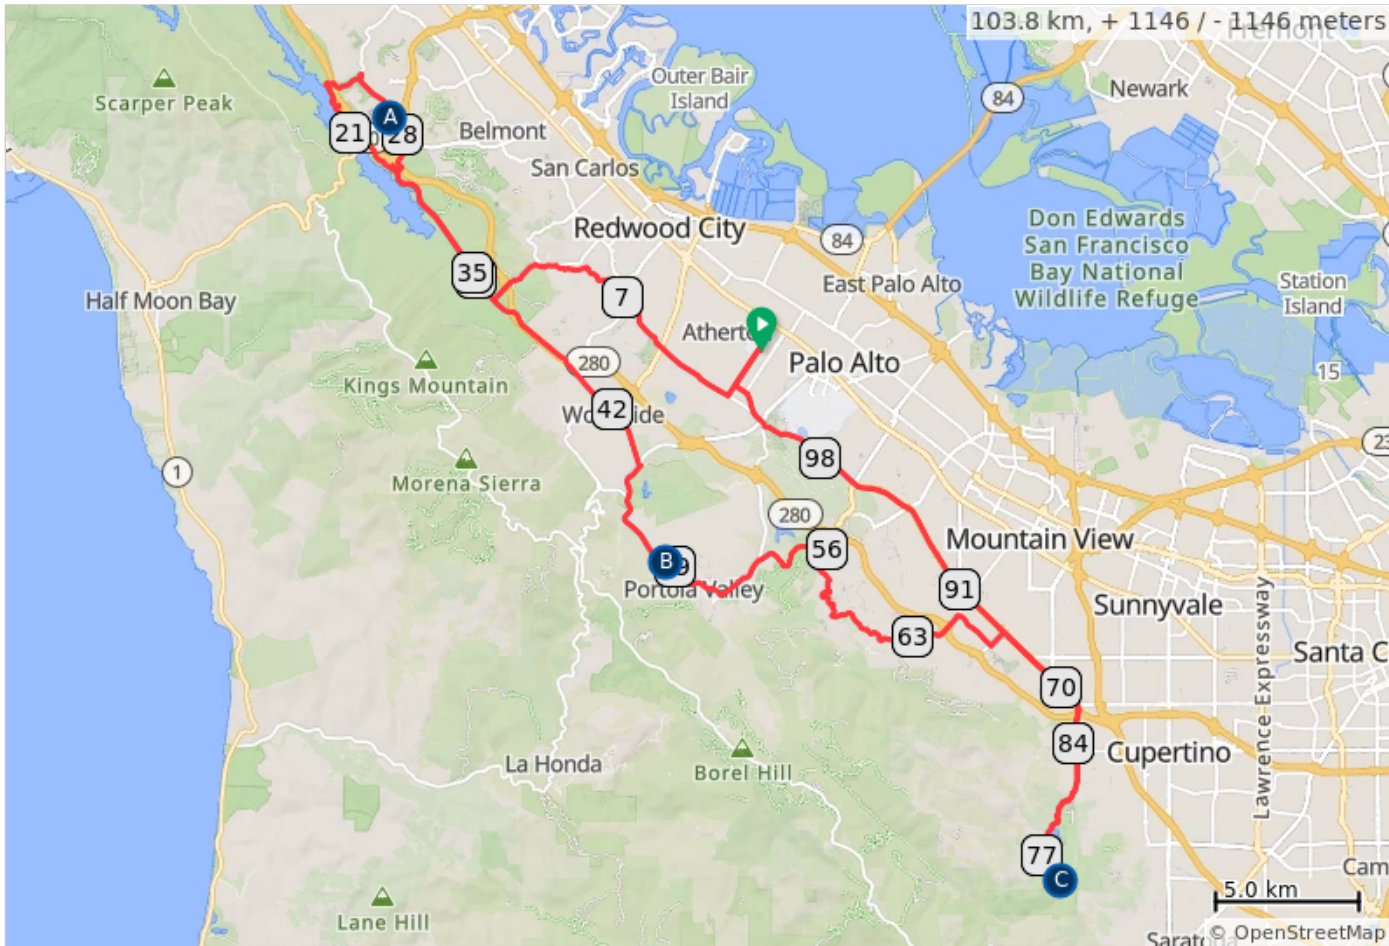 103.8 km, + 1146 / - 1146 meters
Scarper Peak
Outer Bair
Island
Newark
84
A
21
28
Belmont
San Carlos
Redwood City
84
Don Edwards
San Francisco
Bay National
Wildlife Refuge
East Palo Alto
Station
Island
35
7
Half Moon Bay
Palo Alto
280
Kings Mountain
15
42
98
1
Morena Sierra
280
56
Mountain View
B
Portola Valley
91
Sunnyvale
63
Santa C
70
84
Cupertino
Lawrence Expressway
La Honda
Borel Hill
77
C
Cam
5.0 km
Lane Hill
© OpenStreetMap